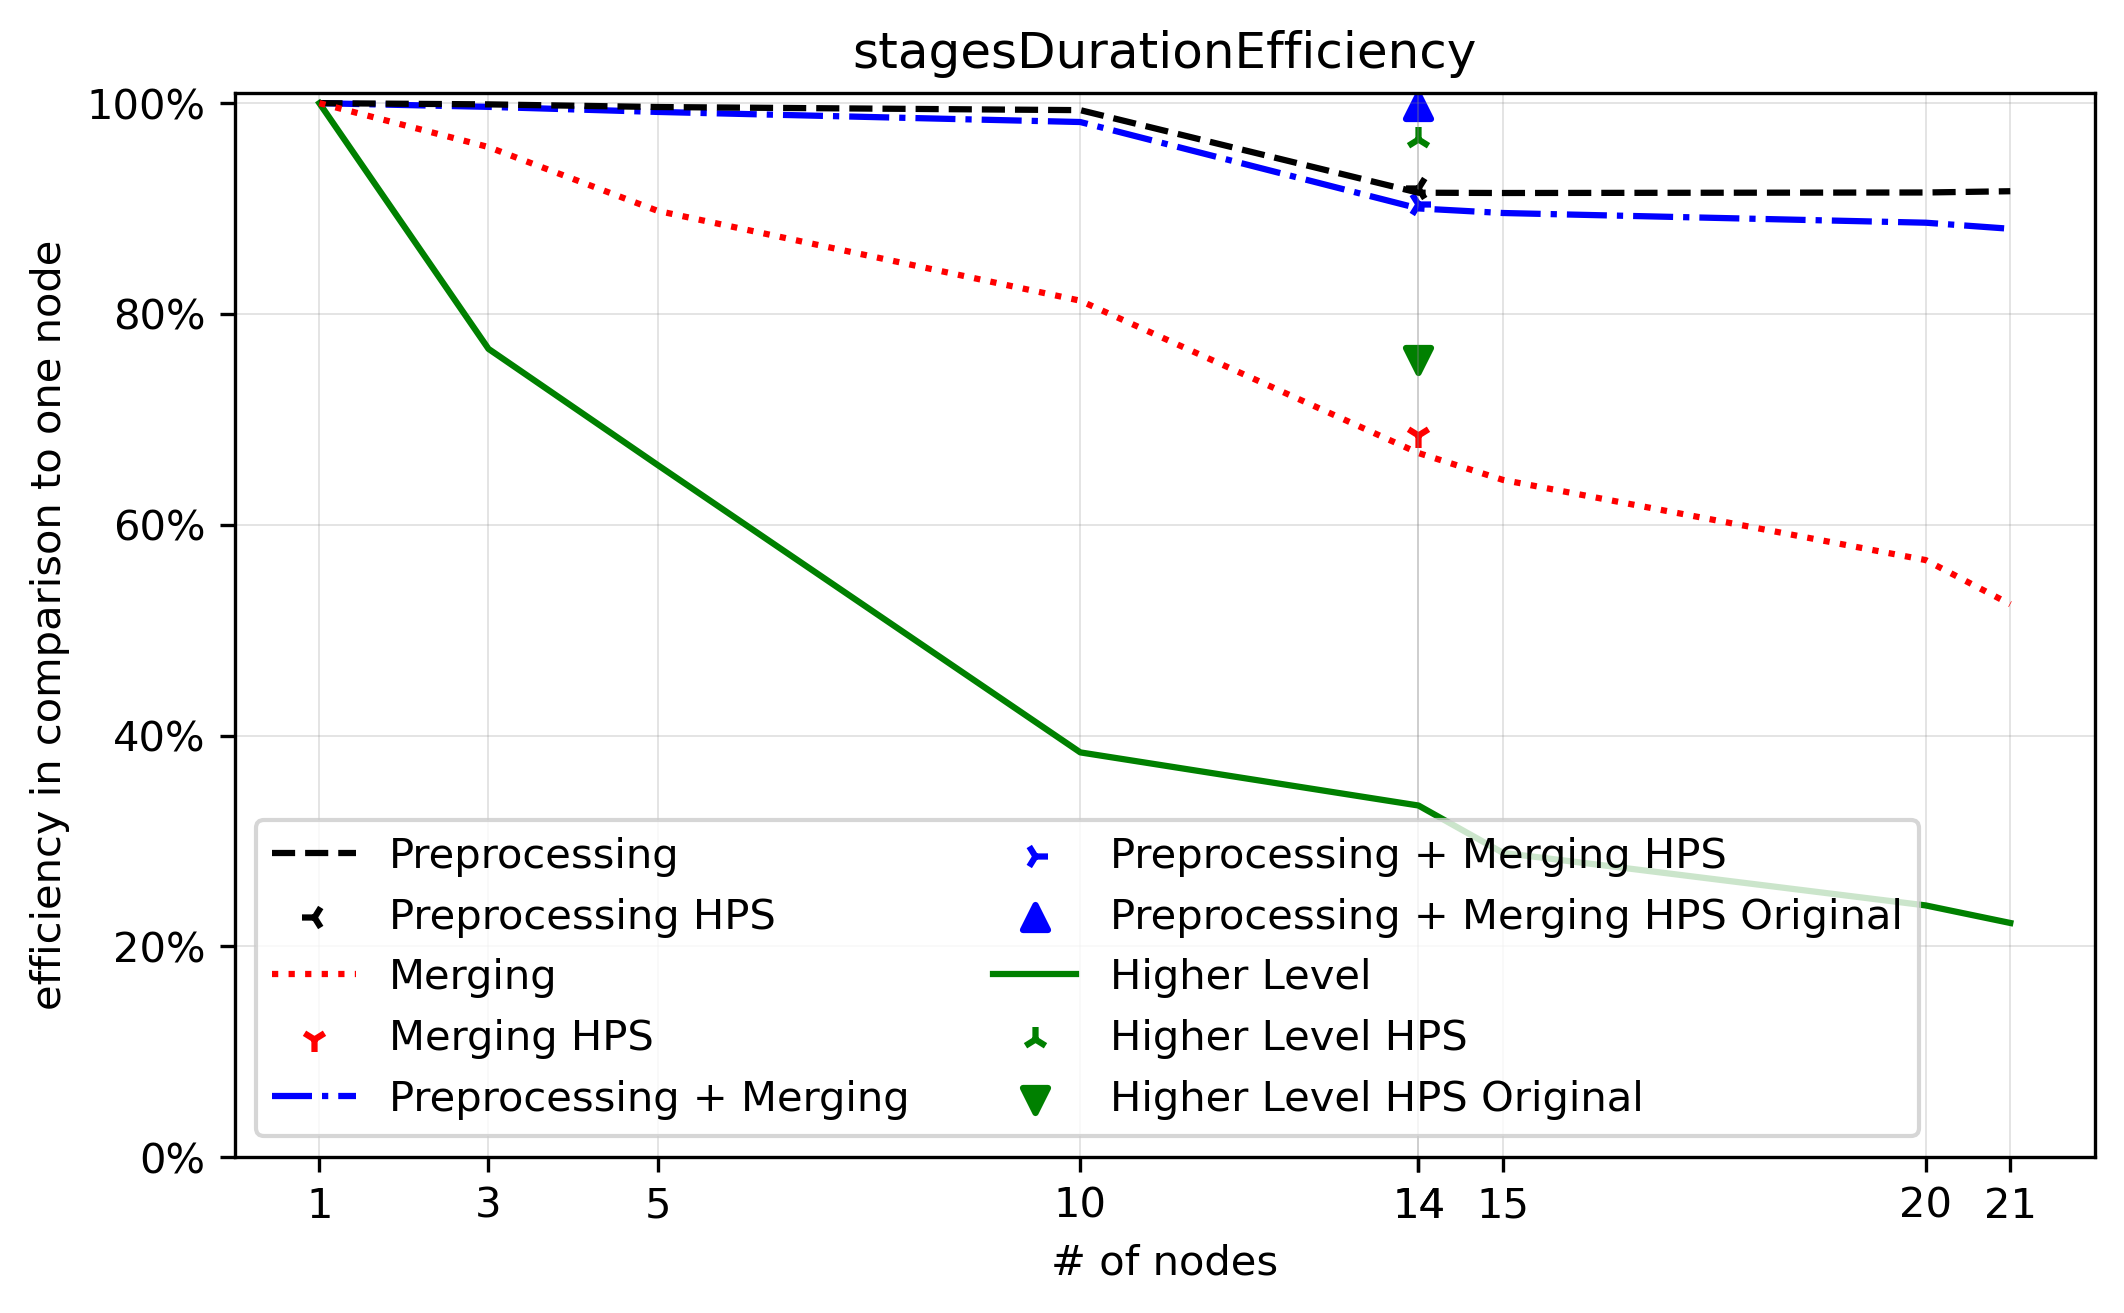 stagesDurationEfficiency
efficiency in comparison to one node
100%
80%
60%
40%
20%
0%
Preprocessing
Preprocessing HPS
Merging
Merging HPS
Preprocessing + Merging
Preprocessing + Merging HPS
Preprocessing + Merging HPS Original
Higher Level
Higher Level HPS
Higher Level HPS Original
1 3 5 10 14 15 20 21
# of nodes